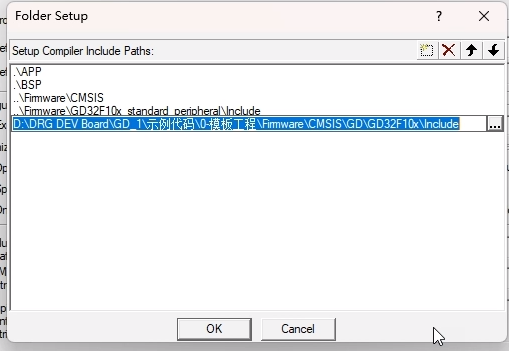 Folder Setup
?
Setup Compiler Include Paths:
.\APP
.\BSP
..\Firmware\CMSIS
..\Firmware\GD32F10x_standard_peripheral\Include
D:\DRG DEV Board\GD_1\示例代码\0-模板工程\Firmware\CMSIS\GD\GD32F10x\Include
...
OK
Cancel